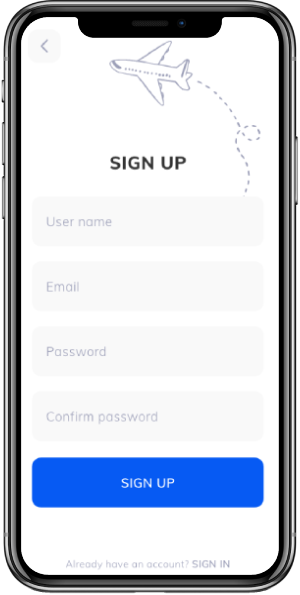 SIGN UP
User name
Email
Password
Confirm password
SIGN UP
Already have an account? SIGN IN